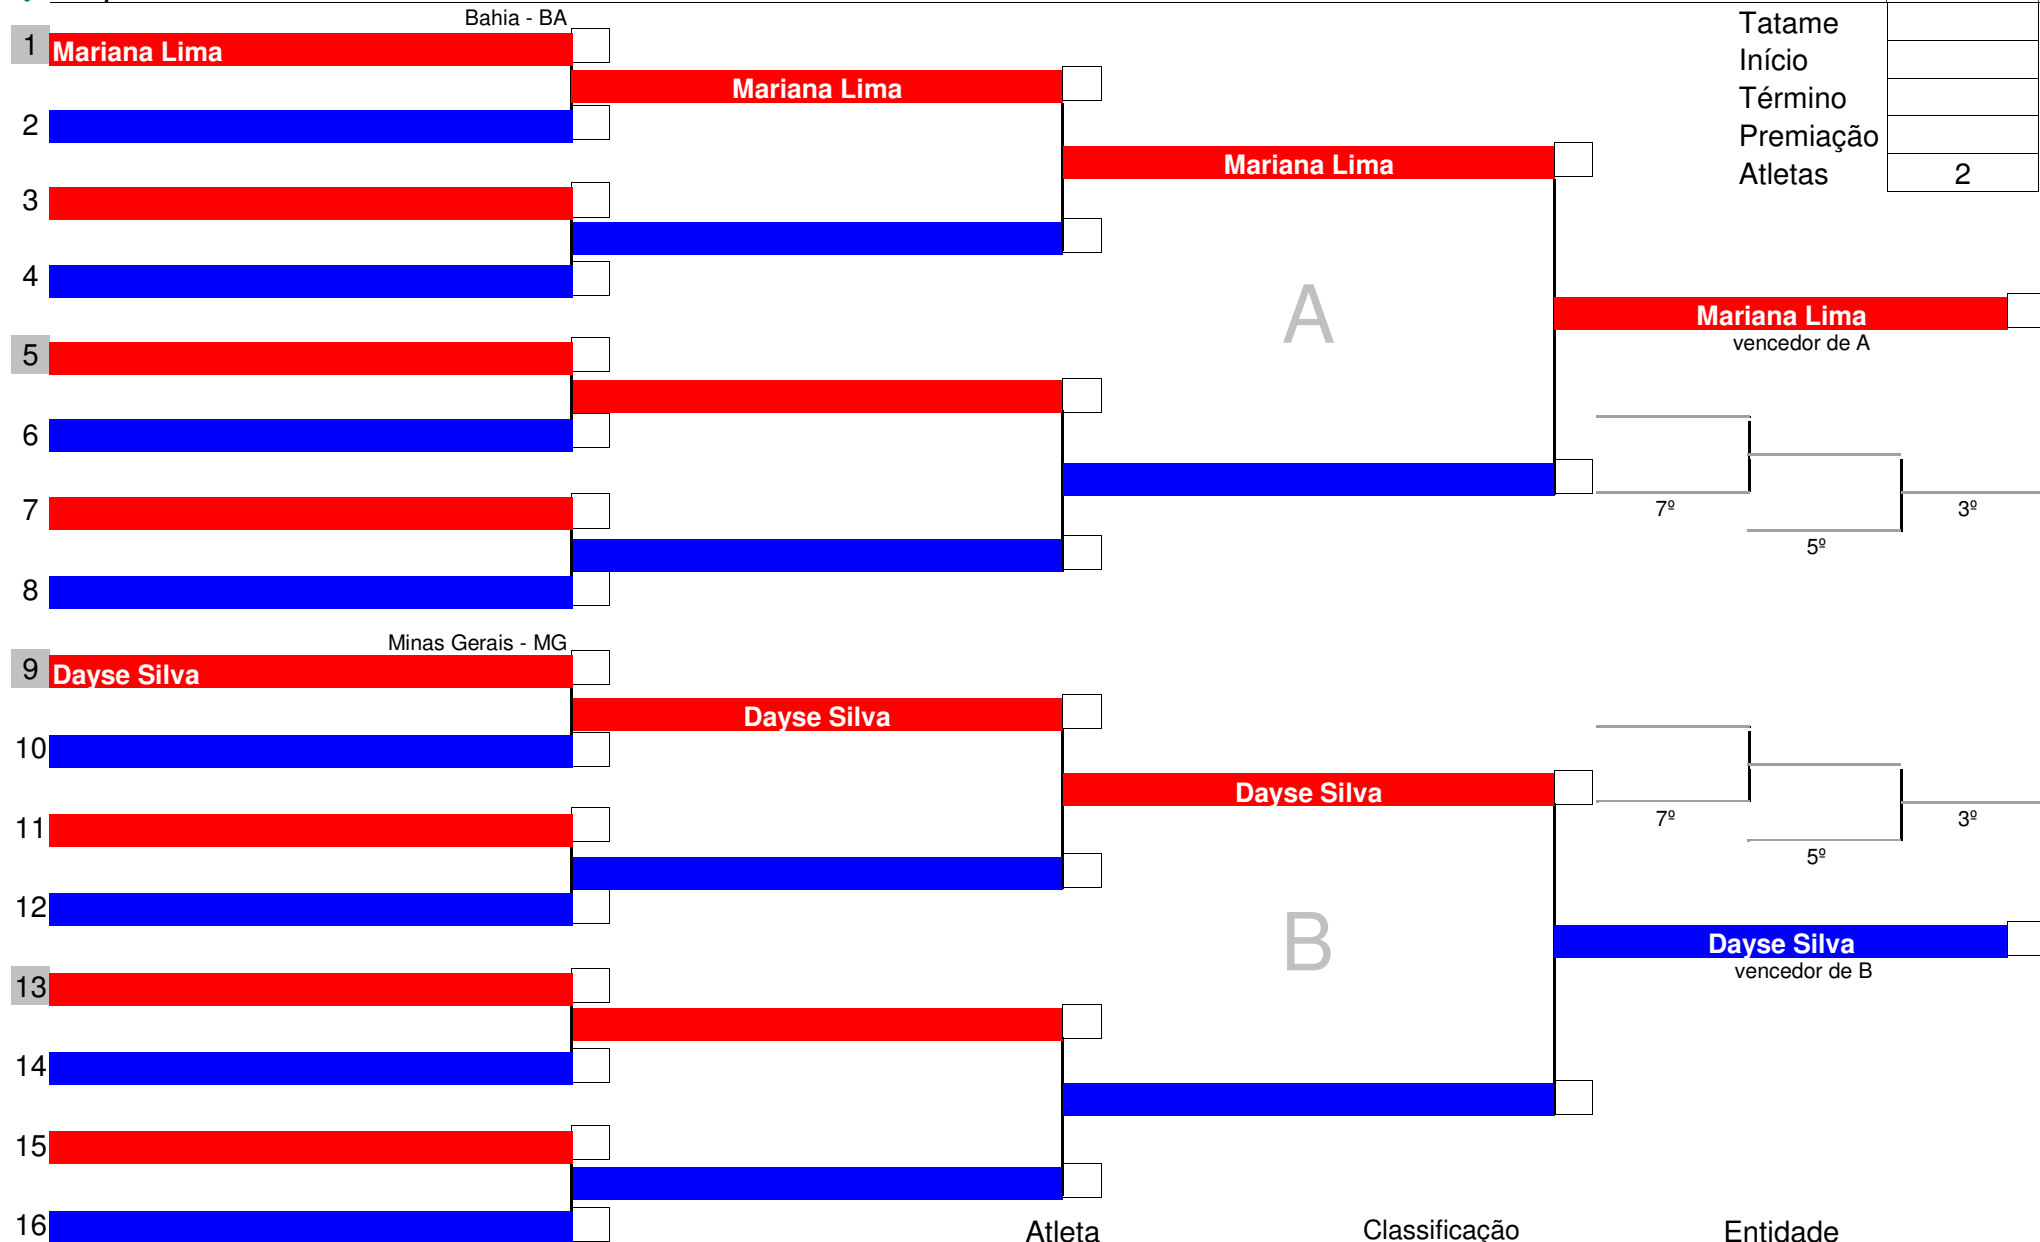 Bahia - BA
Tatame
1 Mariana Lima
Início
Mariana Lima
Término
2
Premiação
Mariana Lima
Atletas 2
3
4
Mariana Lima
A
vencedor de A
5
6
7º 3º
7
5º
8
Minas Gerais - MG
9 Dayse Silva
Dayse Silva
10
Dayse Silva
11
7º 3º
5º
12
B
Dayse Silva
vencedor de B
13
14
15
16
Atleta Classificação Entidade